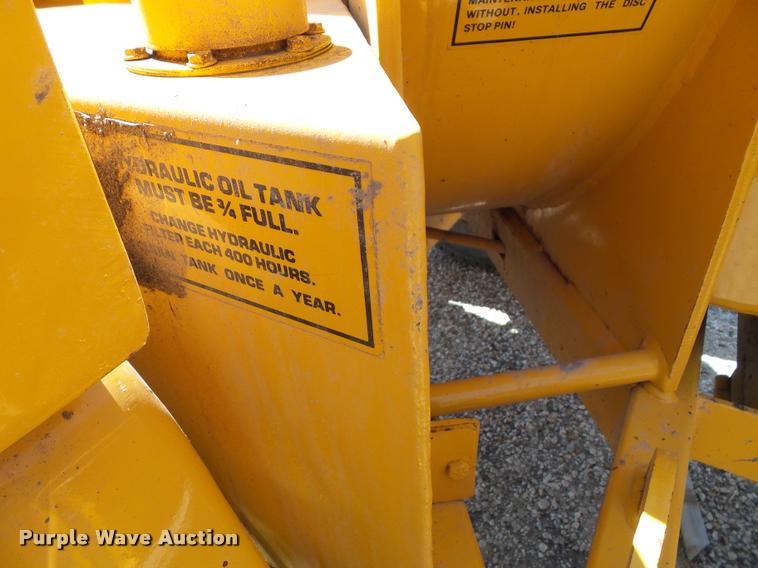 WITHOUT. INSTALLING THE DISC
STOP PIN!
HYDRAULIC OIL TANK
MUST BE ¾ FULL.
CHANGE HYDRAULIC
FILTER EACH 400 HOURS.
TANK ONCE A YEAR.
Purple Wave Auction